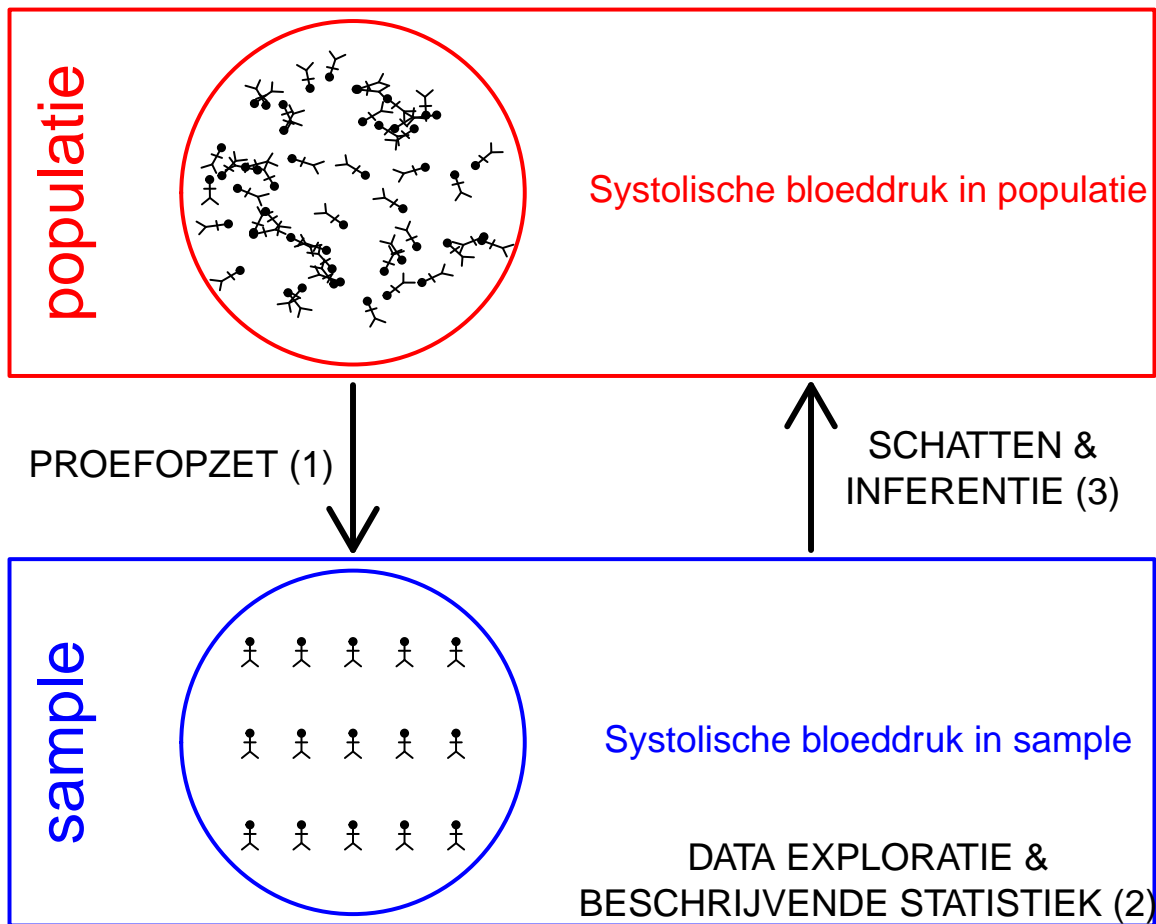 populatie
Systolische bloeddruk in populatie
PROEFOPZET (1)
SCHATTEN &
INFERENTIE (3)
sample
Systolische bloeddruk in sample
DATA EXPLORATIE &
BESCHRIJVENDE STATISTIEK (2)